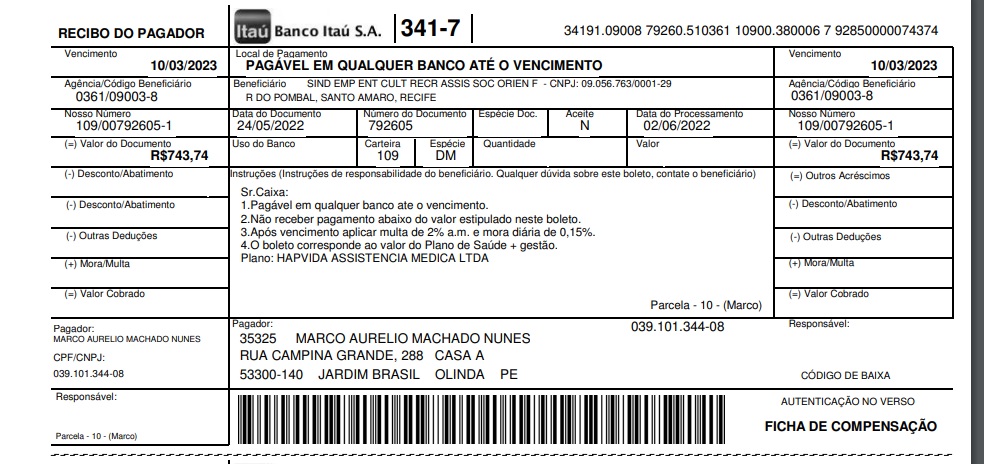 RECIBO DO PAGADOR
Itaú Banco Itaú S.A. 341-7 34191.09008 79260.510361 10900.380006 7 92850000074374
Vencimento
10/03/2023
Local de Pagamento
PAGÁVEL EM QUALQUER BANCO ATÉ O VENCIMENTO
Vencimento
10/03/2023
Agência/Código Beneficiário
0361/09003-8
Beneficiário SIND EMP ENT CULT RECR ASSIS SOC ORIEN F - CNPJ: 09.056.763/0001-29
R DO POMBAL, SANTO AMARO, RECIFE
Agência/Código Beneficiário
0361/09003-8
Nosso Número
109/00792605-1
Data do Documento
24/05/2022
Número do Documento
792605
Espécie Doc.
Aceite
N
Data do Processamento
02/06/2022
Nosso Número
109/00792605-1
(=) Valor do Documento
R$743,74
Uso do Banco
Carteira
109
Espécie
DM
Quantidade
Valor
(=) Valor do Documento
R$743,74
(-) Desconto/Abatimento
(-) Desconto/Abatimento
(-) Outras Deduções
(+) Mora/Multa
(=) Valor Cobrado
Instruções (Instruções de responsabilidade do beneficiário. Qualquer dúvida sobre este boleto, contate o beneficiário)
Sr.Caixa:
1.Pagável em qualquer banco ate o vencimento.
2.Não receber pagamento abaixo do valor estipulado neste boleto.
3.Após vencimento aplicar multa de 2% a.m. e mora diária de 0,15%.
4.O boleto corresponde ao valor do Plano de Saúde + gestão.
Plano: HAPVIDA ASSISTENCIA MEDICA LTDA
Parcela - 10 - (Marco)
(=) Outros Acréscimos
(-) Desconto/Abatimento
(-) Outras Deduções
(+) Mora/Multa
(=) Valor Cobrado
Pagador:
MARCO AURELIO MACHADO NUNES
CPF/CNPJ:
039.101.344-08
Pagador:
039.101.344-08
35325 MARCO AURELIO MACHADO NUNES
RUA CAMPINA GRANDE, 288 CASA A
53300-140 JARDIM BRASIL OLINDA PE
Responsável:
CÓDIGO DE BAIXA
Responsável:
Parcela - 10 - (Marco)
AUTENTICAÇÃO NO VERSO
FICHA DE COMPENSAÇÃO